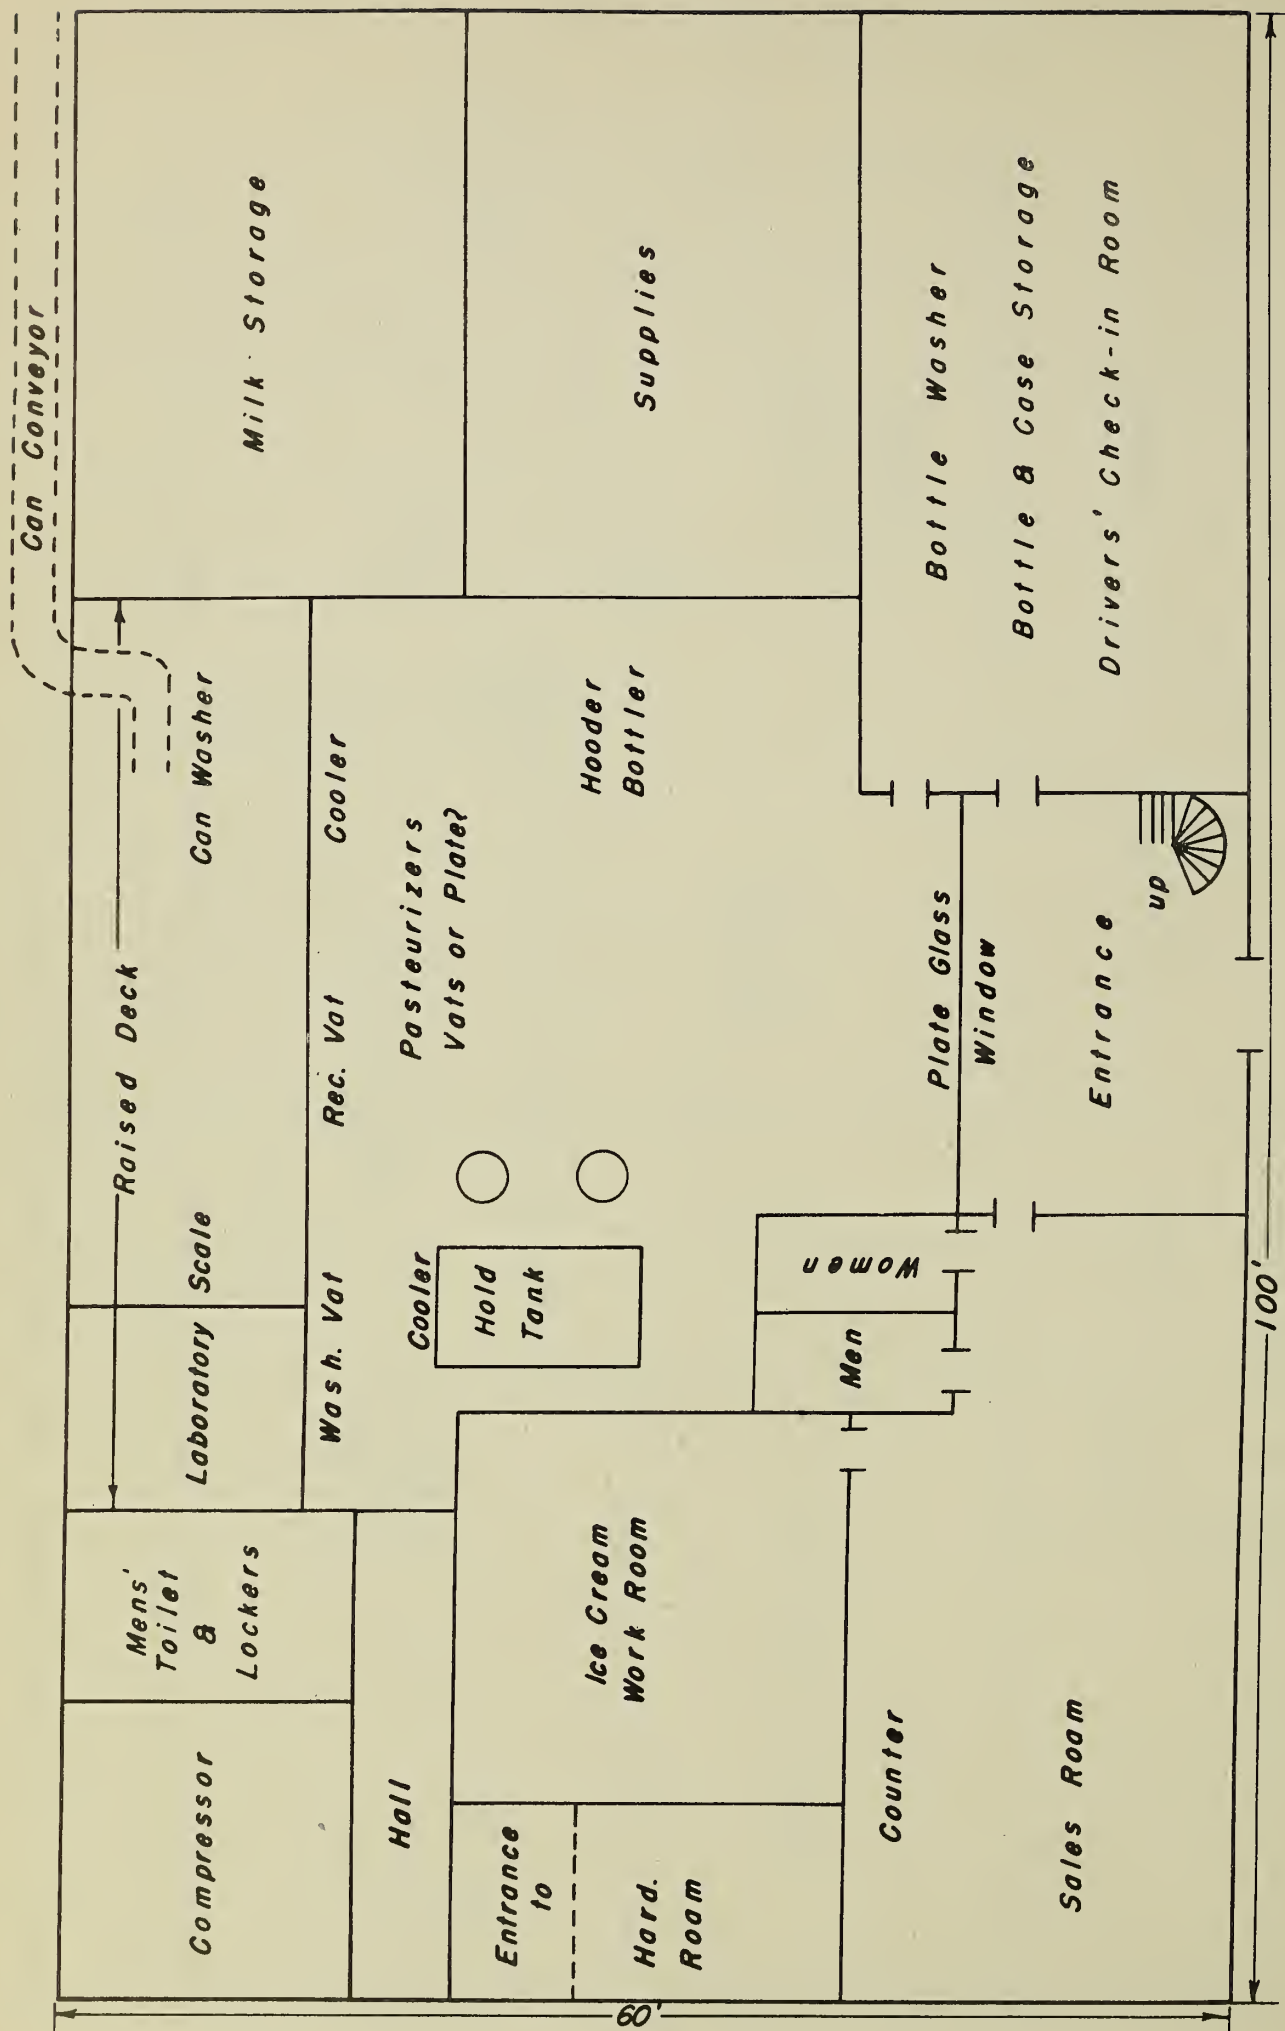 Can Conveyor
Raised Deck
Compressor
Mens'
Toilet
&
Lockers
Laboratory
Scale
Can Washer
Milk Storage
Wash. Vat
Rec. Vat
Cooler
Hall
Cooler
Hold
Tank
Pasteurizers
Vats or Plate?
Hooder
Bottler
Supplies
Entrance
to
Hard.
Room
Ice Cream
Work Room
Men
Women
Counter
Sales Room
Plate Glass
Window
Entrance
up
Bottle Washer
Bottle & Case Storage
Drivers' Check-in Room
60'
100'